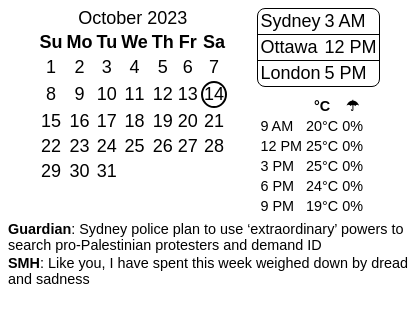 October 2023
Su Mo Tu We Th Fr Sa
1 2 3 4 5 6 7
8 9 10 11 12 13 14
15 16 17 18 19 20 21
22 23 24 25 26 27 28
29 30 31
Sydney 3 AM
Ottawa 12 PM
London 5 PM
°C ☂
9 AM 20°C 0%
12 PM 25°C 0%
3 PM 25°C 0%
6 PM 24°C 0%
9 PM 19°C 0%
Guardian: Sydney police plan to use ‘extraordinary’ powers to
search pro-Palestinian protesters and demand ID
SMH: Like you, I have spent this week weighed down by dread
and sadness